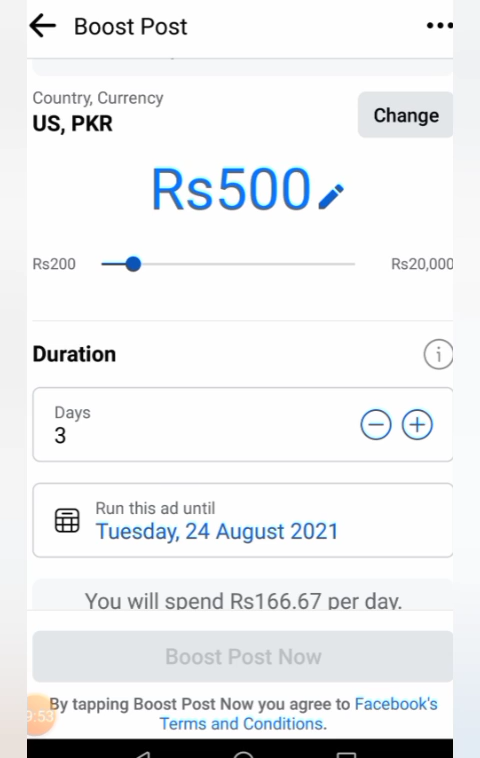 Boost Post
Country, Currency
US, PKR
Change
Rs500
Rs200
Rs20,000
Duration
Days
3
Run this ad until
Tuesday, 24 August 2021
You will spend Rs166.67 per day.
Boost Post Now
By tapping Boost Post Now you agree to Facebook's
Terms and Conditions.
9:53